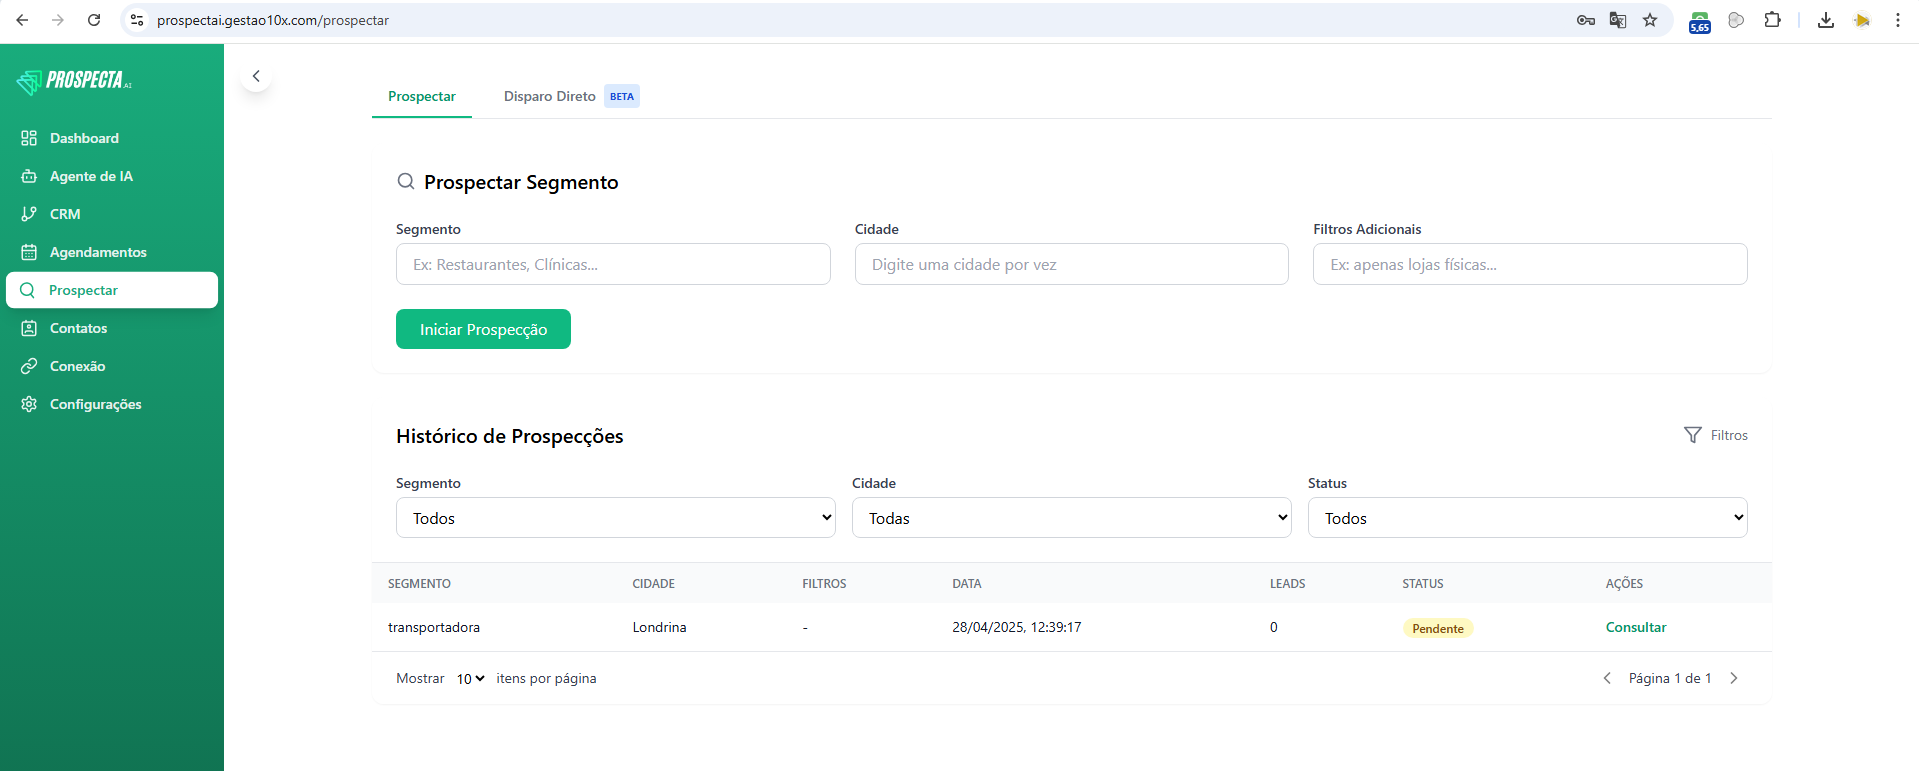 prospectai.gestao10x.com/prospectar
5,65
PROSPECTA.AI
Dashboard
Agente de IA
CRM
Agendamentos
Prospectar
Contatos
Conexão
Configurações
Prospectar
Disparo Direto BETA
Prospectar Segmento
Segmento
Cidade
Filtros Adicionais
Ex: Restaurantes, Clínicas...
Digite uma cidade por vez
Ex: apenas lojas físicas...
Iniciar Prospecção
Histórico de Prospecções
Filtros
Segmento
Cidade
Status
Todos
Todas
Todos
SEGMENTO CIDADE FILTROS DATA LEADS STATUS AÇÕES
transportadora Londrina - 28/04/2025, 12:39:17 0 Pendente Consultar
Mostrar 10 itens por página
Página 1 de 1